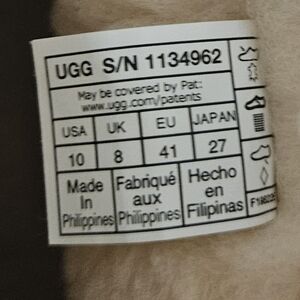 UGG S/N 1134962
May be covered by Pat:
www.ugg.com/patents
USA UK EU JAPAN
10 8 41 27
Made Fabriqué Hecho
In aux en
Philippines Philippines Filipinas